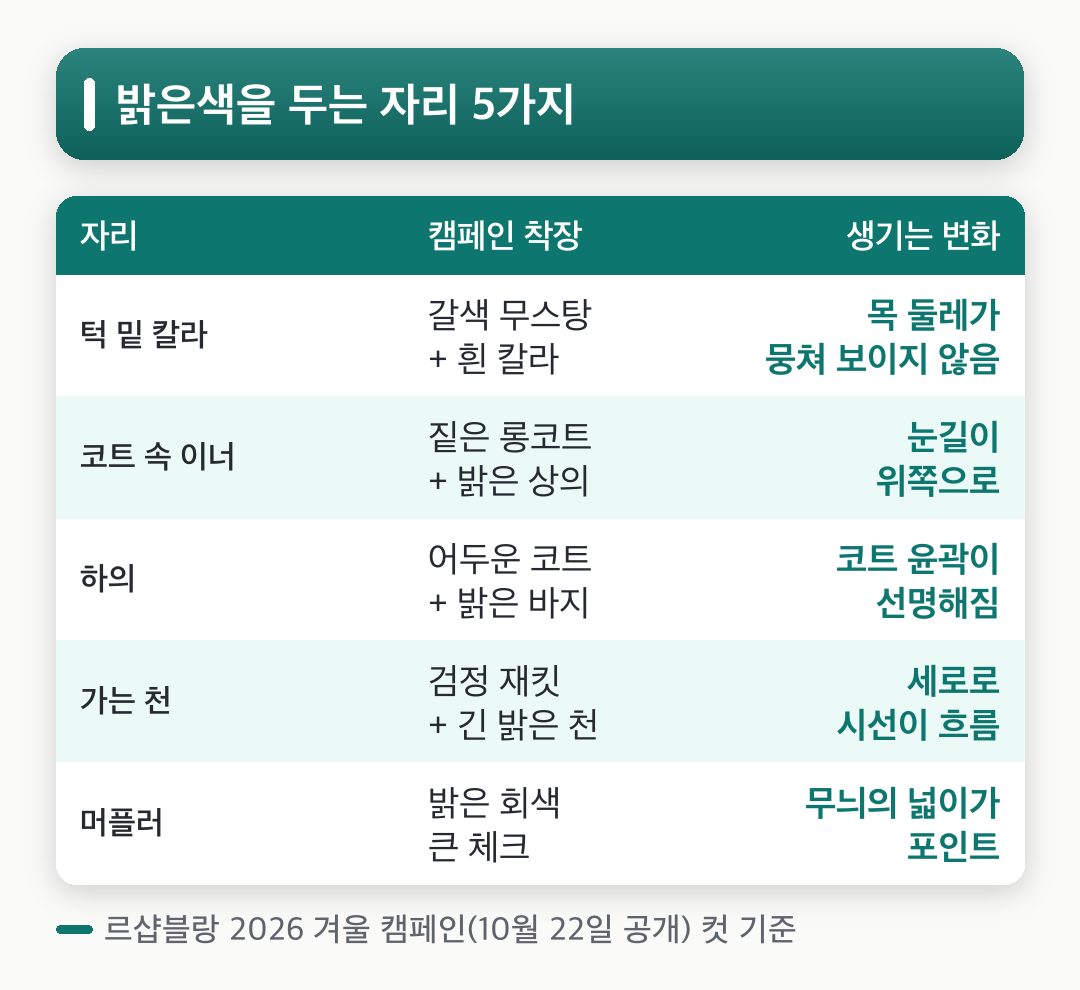 밝은색을 두는 자리 5가지
자리 캠페인 착장 생기는 변화
턱 밑 칼라
갈색 무스탕
+ 흰 칼라
목 둘레가
뭉쳐 보이지 않음
코트 속 이너
짙은 롱코트
+ 밝은 상의
눈길이
위쪽으로
하의
어두운 코트
+ 밝은 바지
코트 윤곽이
선명해짐
가는 천
검정 재킷
+ 긴 밝은 천
세로로
시선이 흐름
머플러
밝은 회색
큰 체크
무늬의 넓이가
포인트
르샵블랑 2026 겨울 캠페인(10월 22일 공개) 컷 기준